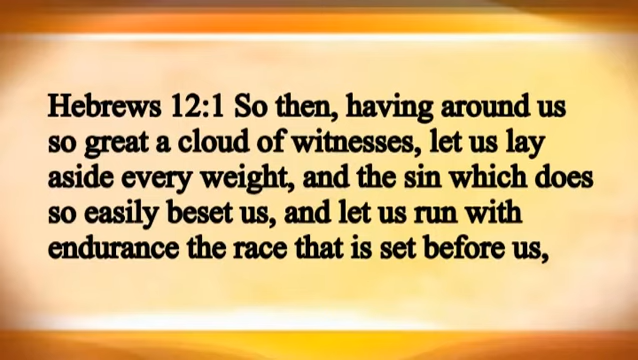 Hebrews 12:1 So then, having around us
so great a cloud of witnesses, let us lay
aside every weight, and the sin which does
so easily beset us, and let us run with
endurance the race that is set before us,